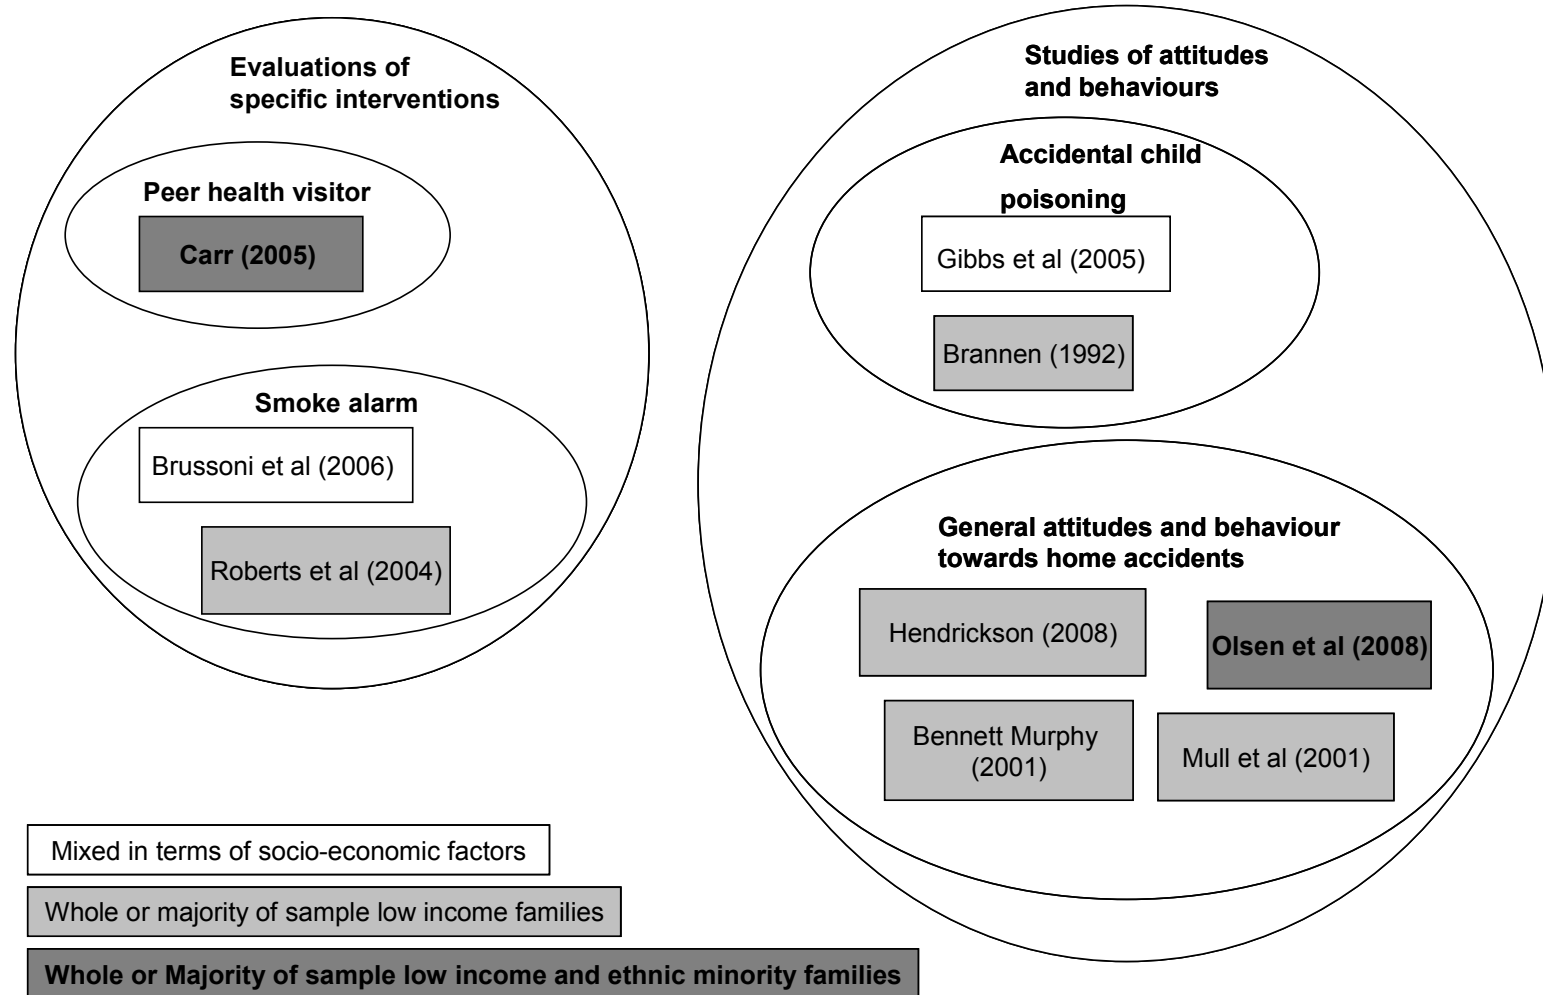 Evaluations of
specific interventions
Peer health visitor
Carr (2005)
Smoke alarm
Brussoni et al (2006)
Roberts et al (2004)
Studies of attitudes
and behaviours
Accidental child
poisoning
Gibbs et al (2005)
Brannen (1992)
General attitudes and behaviour
towards home accidents
Hendrickson (2008)
Olsen et al (2008)
Bennett Murphy
(2001)
Mull et al (2001)
Mixed in terms of socio-economic factors
Whole or majority of sample low income families
Whole or Majority of sample low income and ethnic minority families